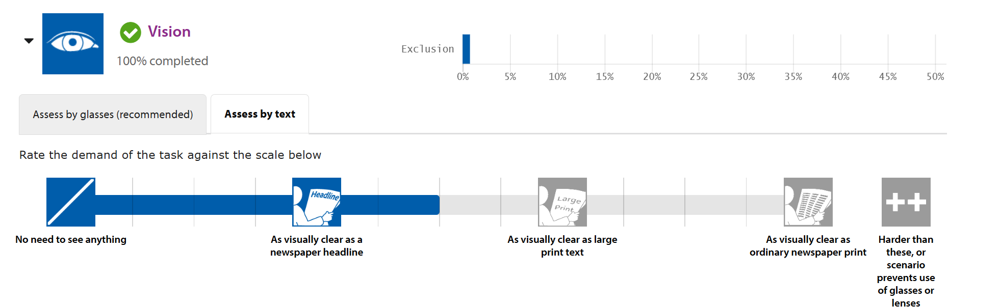 Vision
100% completed
Exclusion
0% 5% 10% 15% 20% 25% 30% 35% 40% 45% 50%
Assess by glasses (recommended)
Assess by text
Rate the demand of the task against the scale below
Headline
Large
Print
No need to see anything
As visually clear as a
newspaper headline
As visually clear as large
print text
As visually clear as
ordinary newspaper print
Harder than
these, or
scenario
prevents use
of glasses or
lenses